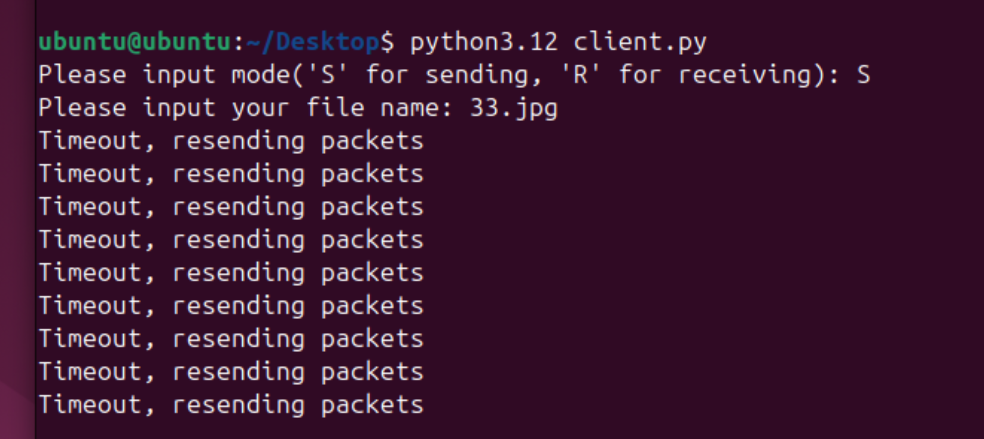 ubuntu@ubuntu:~/Desktop$ python3.12 client.py
Please input mode('S' for sending, 'R' for receiving): S
Please input your file name: 33.jpg
Timeout, resending packets
Timeout, resending packets
Timeout, resending packets
Timeout, resending packets
Timeout, resending packets
Timeout, resending packets
Timeout, resending packets
Timeout, resending packets
Timeout, resending packets